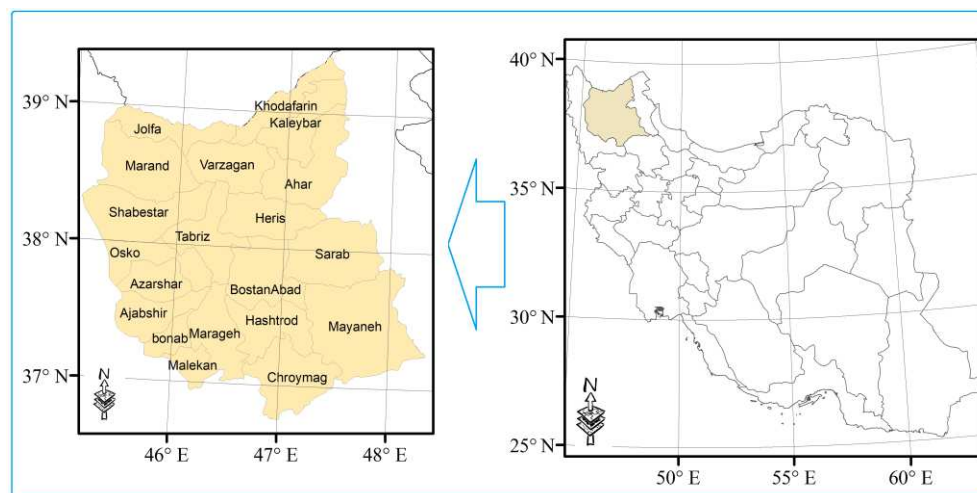 39° N
38° N
37° N
46° E
47° E
48° E
Khodafarin
Kaleybar
Jolfa
Marand
Varzagan
Ahar
Shabestar
Heris
Tabriz
Osko
Sarab
Azarshar
BostanAbad
Ajabshir
Hashtrod
Mayaneh
bonab
Marageh
Malekan
Chroymag
N
40° N
35° N
30° N
25° N
50° E
55° E
60° E
N